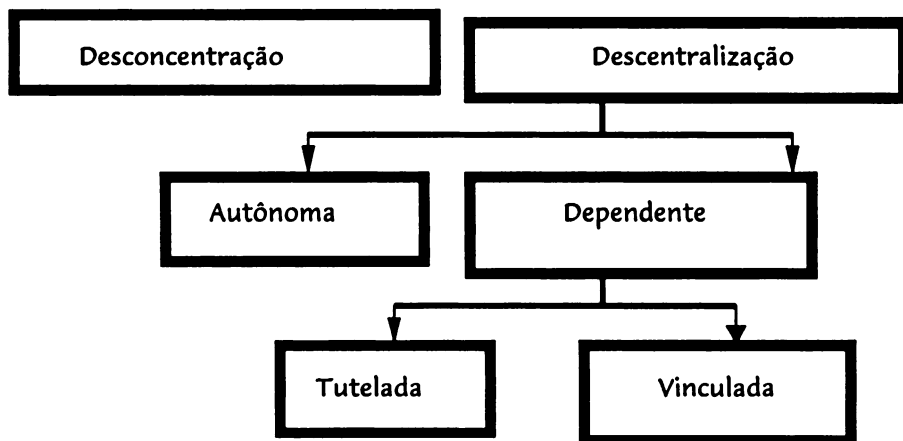 Desconcentração
Descentralização
Autônoma
Dependente
Tutelada
Vinculada